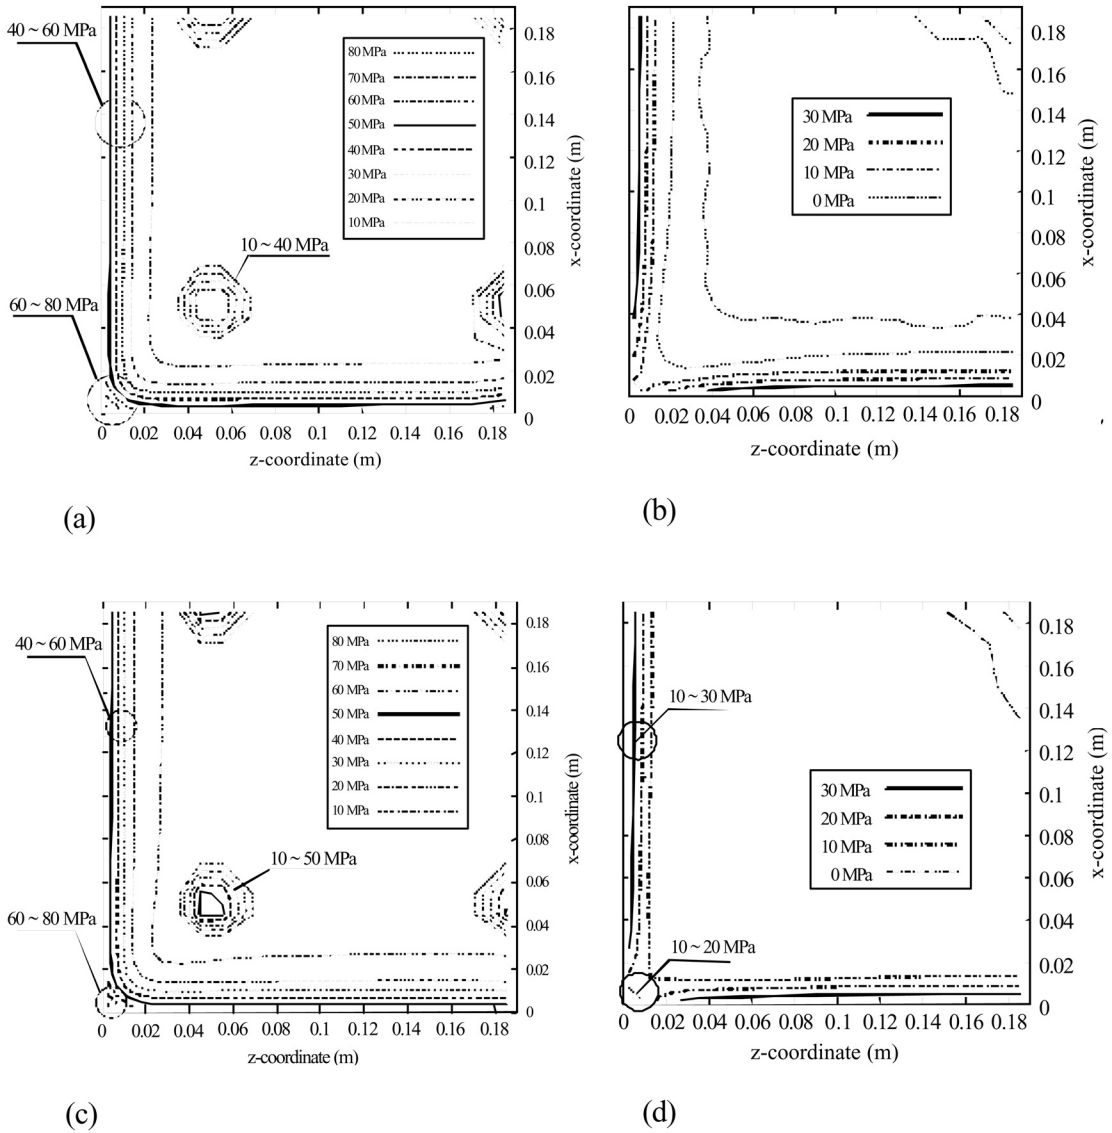 40 ~ 60 MPa
80 MPa
70 MPa
60 MPa
50 MPa
40 MPa
30 MPa
20 MPa
10 MPa
10 ~ 40 MPa
60 ~ 80 MPa
0.18
0.16
0.14
0.12
0.1
0.08
0.06
0.04
0.02
0
x-coordinate (m)
0 0.02 0.04 0.06 0.08 0.1 0.12 0.14 0.16 0.18
z-coordinate (m)
(a)
30 MPa
20 MPa
10 MPa
0 MPa
0.18
0.16
0.14
0.12
0.1
0.08
0.06
0.04
0.02
0
x-coordinate (m)
0 0.02 0.04 0.06 0.08 0.1 0.12 0.14 0.16 0.18
z-coordinate (m)
(b)
40 ~ 60 MPa
80 MPa
70 MPa
60 MPa
50 MPa
40 MPa
30 MPa
20 MPa
10 MPa
10 ~ 50 MPa
60 ~ 80 MPa
0.18
0.16
0.14
0.12
0.1
0.08
0.06
0.04
0.02
0
x-coordinate (m)
0 0.02 0.04 0.06 0.08 0.1 0.12 0.14 0.16 0.18
z-coordinate (m)
(c)
10 ~ 30 MPa
30 MPa
20 MPa
10 MPa
0 MPa
10 ~ 20 MPa
0.18
0.16
0.14
0.12
0.1
0.08
0.06
0.04
0.02
0
x-coordinate (m)
0 0.02 0.04 0.06 0.08 0.1 0.12 0.14 0.16 0.18
z-coordinate (m)
(d)